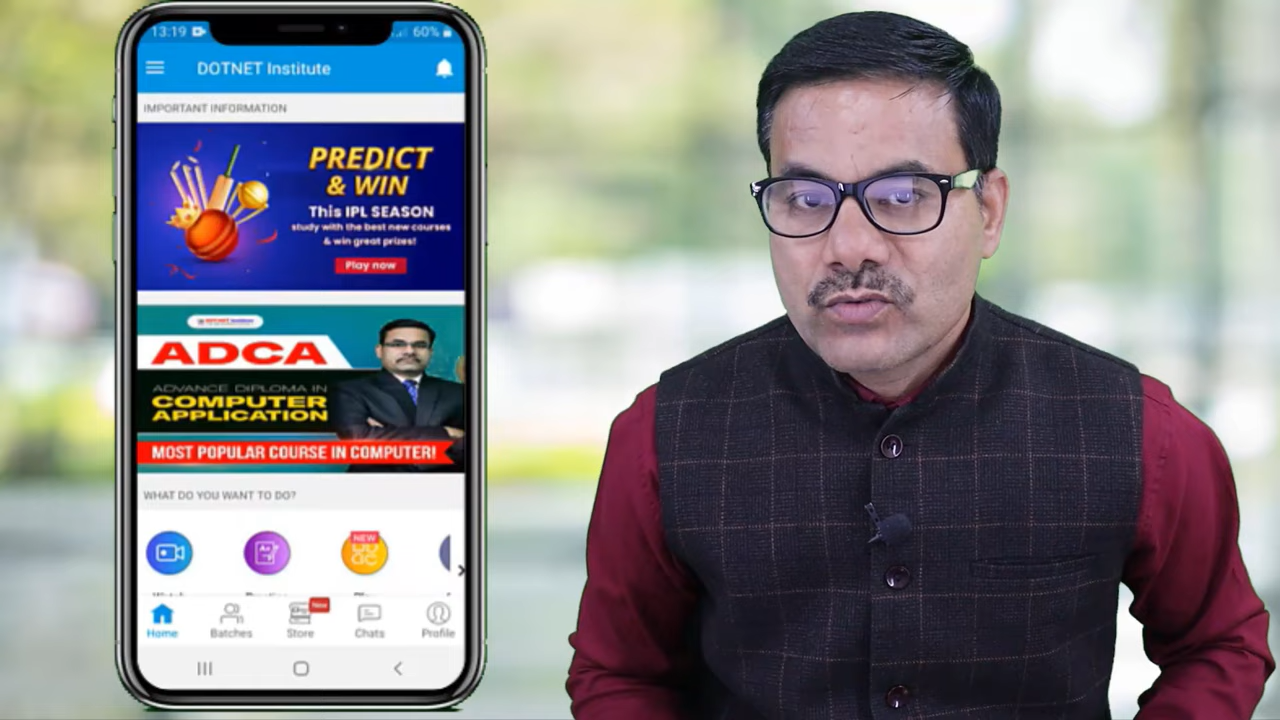 13:19
60%
DOTNET Institute
IMPORTANT INFORMATION
PREDICT
& WIN
This IPL SEASON
study with the best new courses
& win great prizes!
Play now
ADCA
ADVANCE DIPLOMA IN
COMPUTER
APPLICATION
MOST POPULAR COURSE IN COMPUTER!
WHAT DO YOU WANT TO DO?
NEW
New
Home
Batches
Store
Chats
Profile